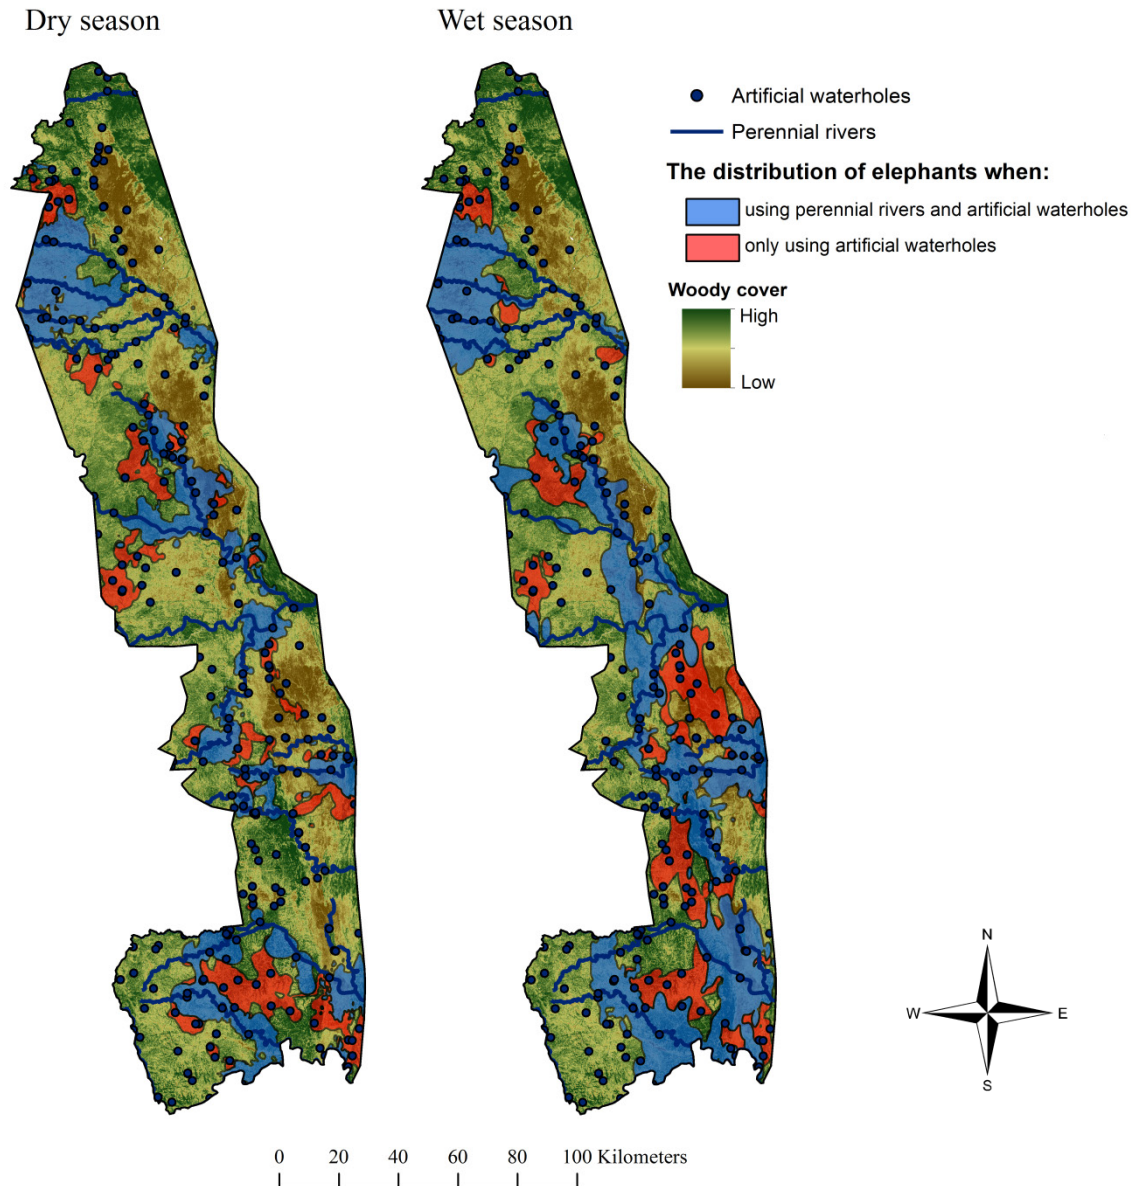 Dry season
Wet season
Artificial waterholes
Perennial rivers
The distribution of elephants when:
using perennial rivers and artificial waterholes
only using artificial waterholes
Woody cover
High
Low
N
W
E
S
0 20 40 60 80 100 Kilometers